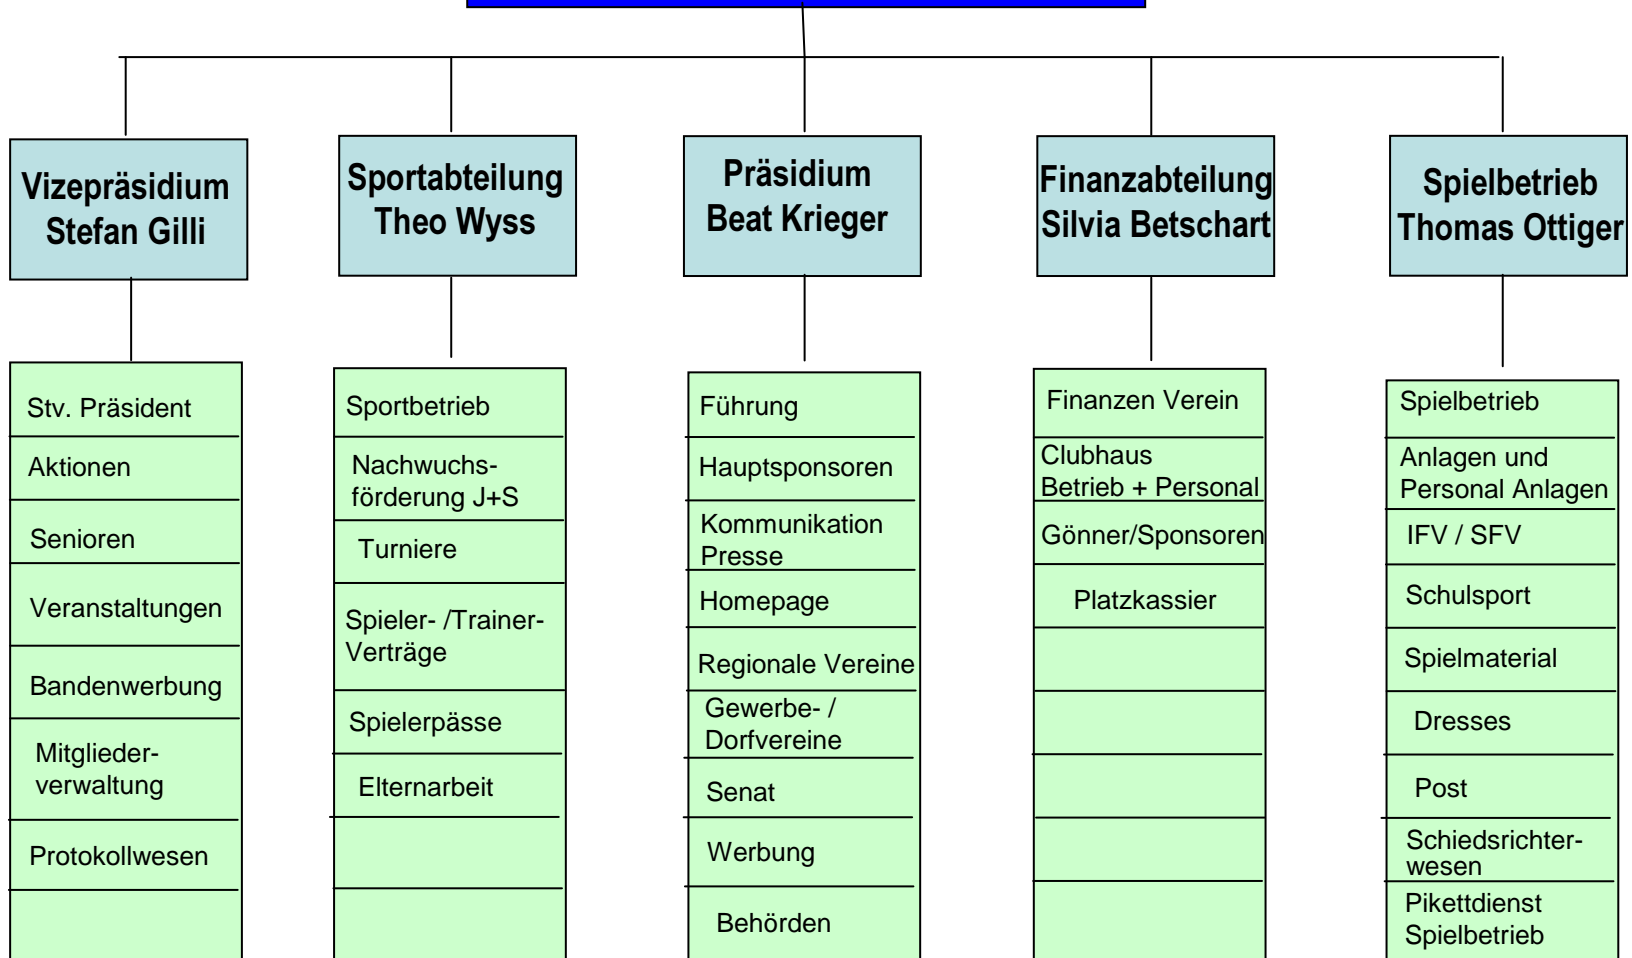 Vizepräsidium
Stefan Gilli
Sportabteilung
Theo Wyss
Präsidium
Beat Krieger
Finanzabteilung
Silvia Betschart
Spielbetrieb
Thomas Ottiger
Stv. Präsident
Aktionen
Senioren
Veranstaltungen
Bandenwerbung
Mitglieder-
verwaltung
Protokollwesen
Sportbetrieb
Nachwuchs-
förderung J+S
Turniere
Spieler- /Trainer-
Verträge
Spielerpässe
Elternarbeit
Führung
Hauptsponsoren
Kommunikation
Presse
Homepage
Regionale Vereine
Gewerbe- /
Dorfvereine
Senat
Werbung
Behörden
Finanzen Verein
Clubhaus
Betrieb + Personal
Gönner/Sponsoren
Platzkassier
Spielbetrieb
Anlagen und
Personal Anlagen
IFV / SFV
Schulsport
Spielmaterial
Dresses
Post
Schiedsrichter-
wesen
Pikettdienst
Spielbetrieb